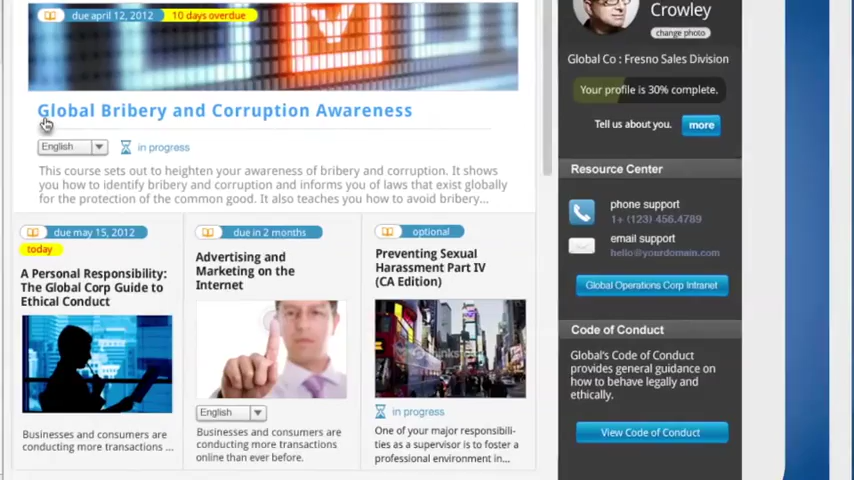 due april 12, 2012
10 days overdue
Global Bribery and Corruption Awareness
English
in progress
This course sets out to heighten your awareness of bribery and corruption. It shows
you how to identify bribery and corruption and informs you of laws that exist globally
for the protection of the common good. It also teaches you how to avoid bribery...
due may 15, 2012
today
A Personal Responsibility:
The Global Corp Guide to
Ethical Conduct
Businesses and consumers are
conducting more transactions ...
due in 2 months
Advertising and
Marketing on the
Internet
English
Businesses and consumers are
conducting more transactions
online than ever before.
optional
Preventing Sexual
Harassment Part IV
(CA Edition)
in progress
One of your major responsibili-
ties as a supervisor is to foster a
professional environment in...
Crowley
change photo
Global Co : Fresno Sales Division
Your profile is 30% complete.
Tell us about you.
more
Resource Center
phone support
1+ (123) 456.4789
email support
hello@yourdomain.com
Global Operations Corp Intranet
Code of Conduct
Global's Code of Conduct
provides general guidance on
how to behave legally and
ethically.
View Code of Conduct